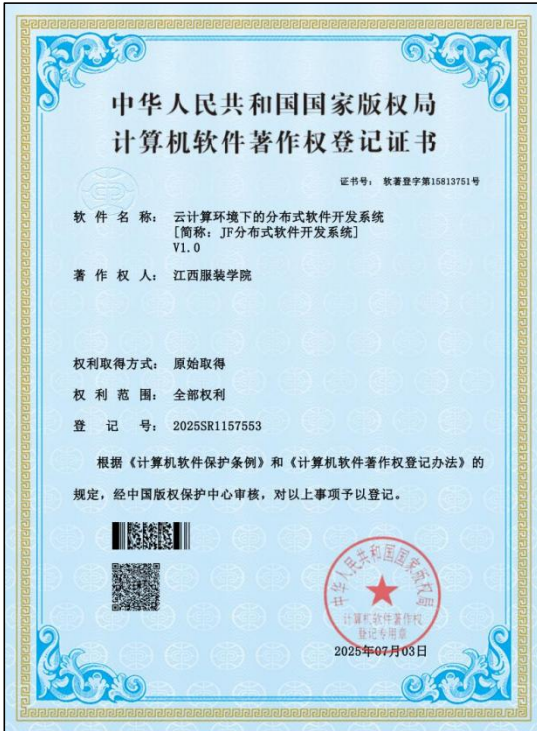 中华人民共和国国家版权局
计算机软件著作权登记证书
证书号： 软著登字第15813751号
软件名称： 云计算环境下的分布式软件开发系统
[简称：JF分布式软件开发系统]
V1.0
著作权人： 江西服装学院
权利取得方式： 原始取得
权利范围： 全部权利
登记号： 2025SR1157553
根据《计算机软件保护条例》和《计算机软件著作权登记办法》的
规定，经中国版权保护中心审核，对以上事项予以登记。
中华人民共和国国家版权局
计算机软件著作权
登记专用章
2025年07月03日